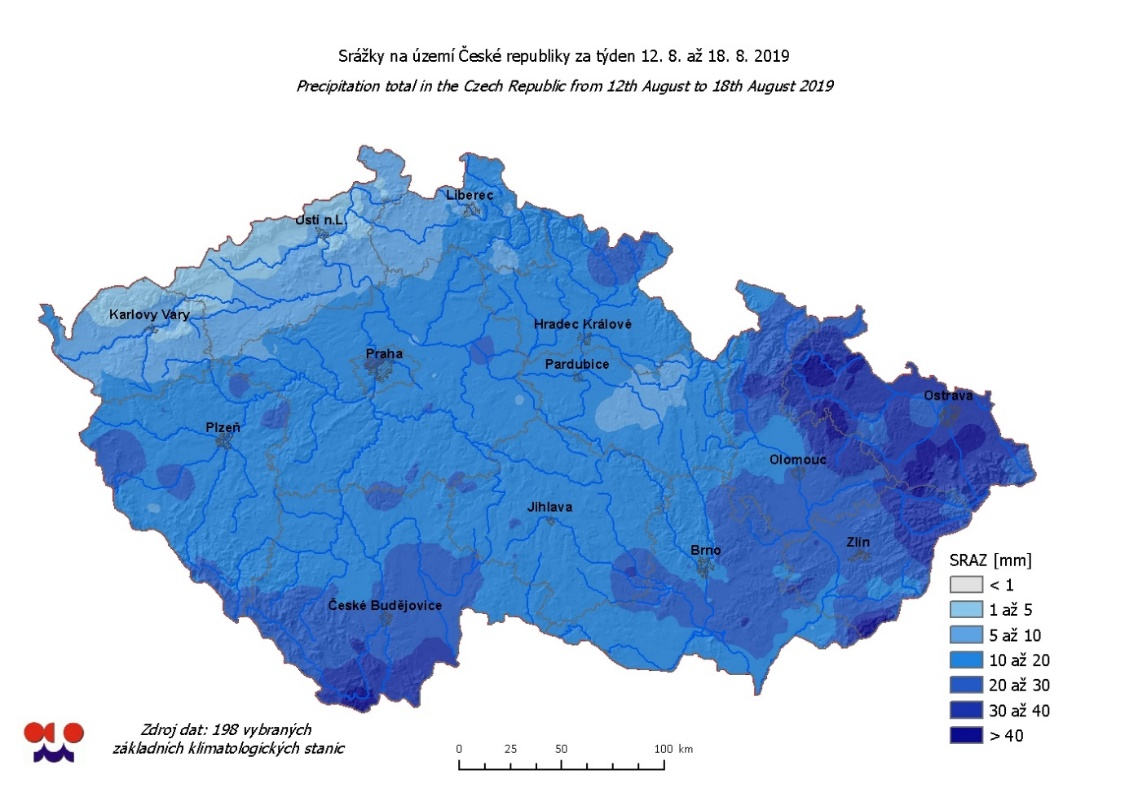 Srážky na území České republiky za týden 12. 8. až 18. 8. 2019
Precipitation total in the Czech Republic from 12th August to 18th August 2019
Liberec
Ústí n.L.
Karlovy Vary
Hradec Králové
Praha
Pardubice
Ostrava
Plzeň
Olomouc
Jihlava
Brno
Zlín
České Budějovice
SRAZ [mm]
< 1
1 až 5
5 až 10
10 až 20
20 až 30
30 až 40
> 40
Zdroj dat: 198 vybraných
základních klimatologických stanic
0 25 50 100 km